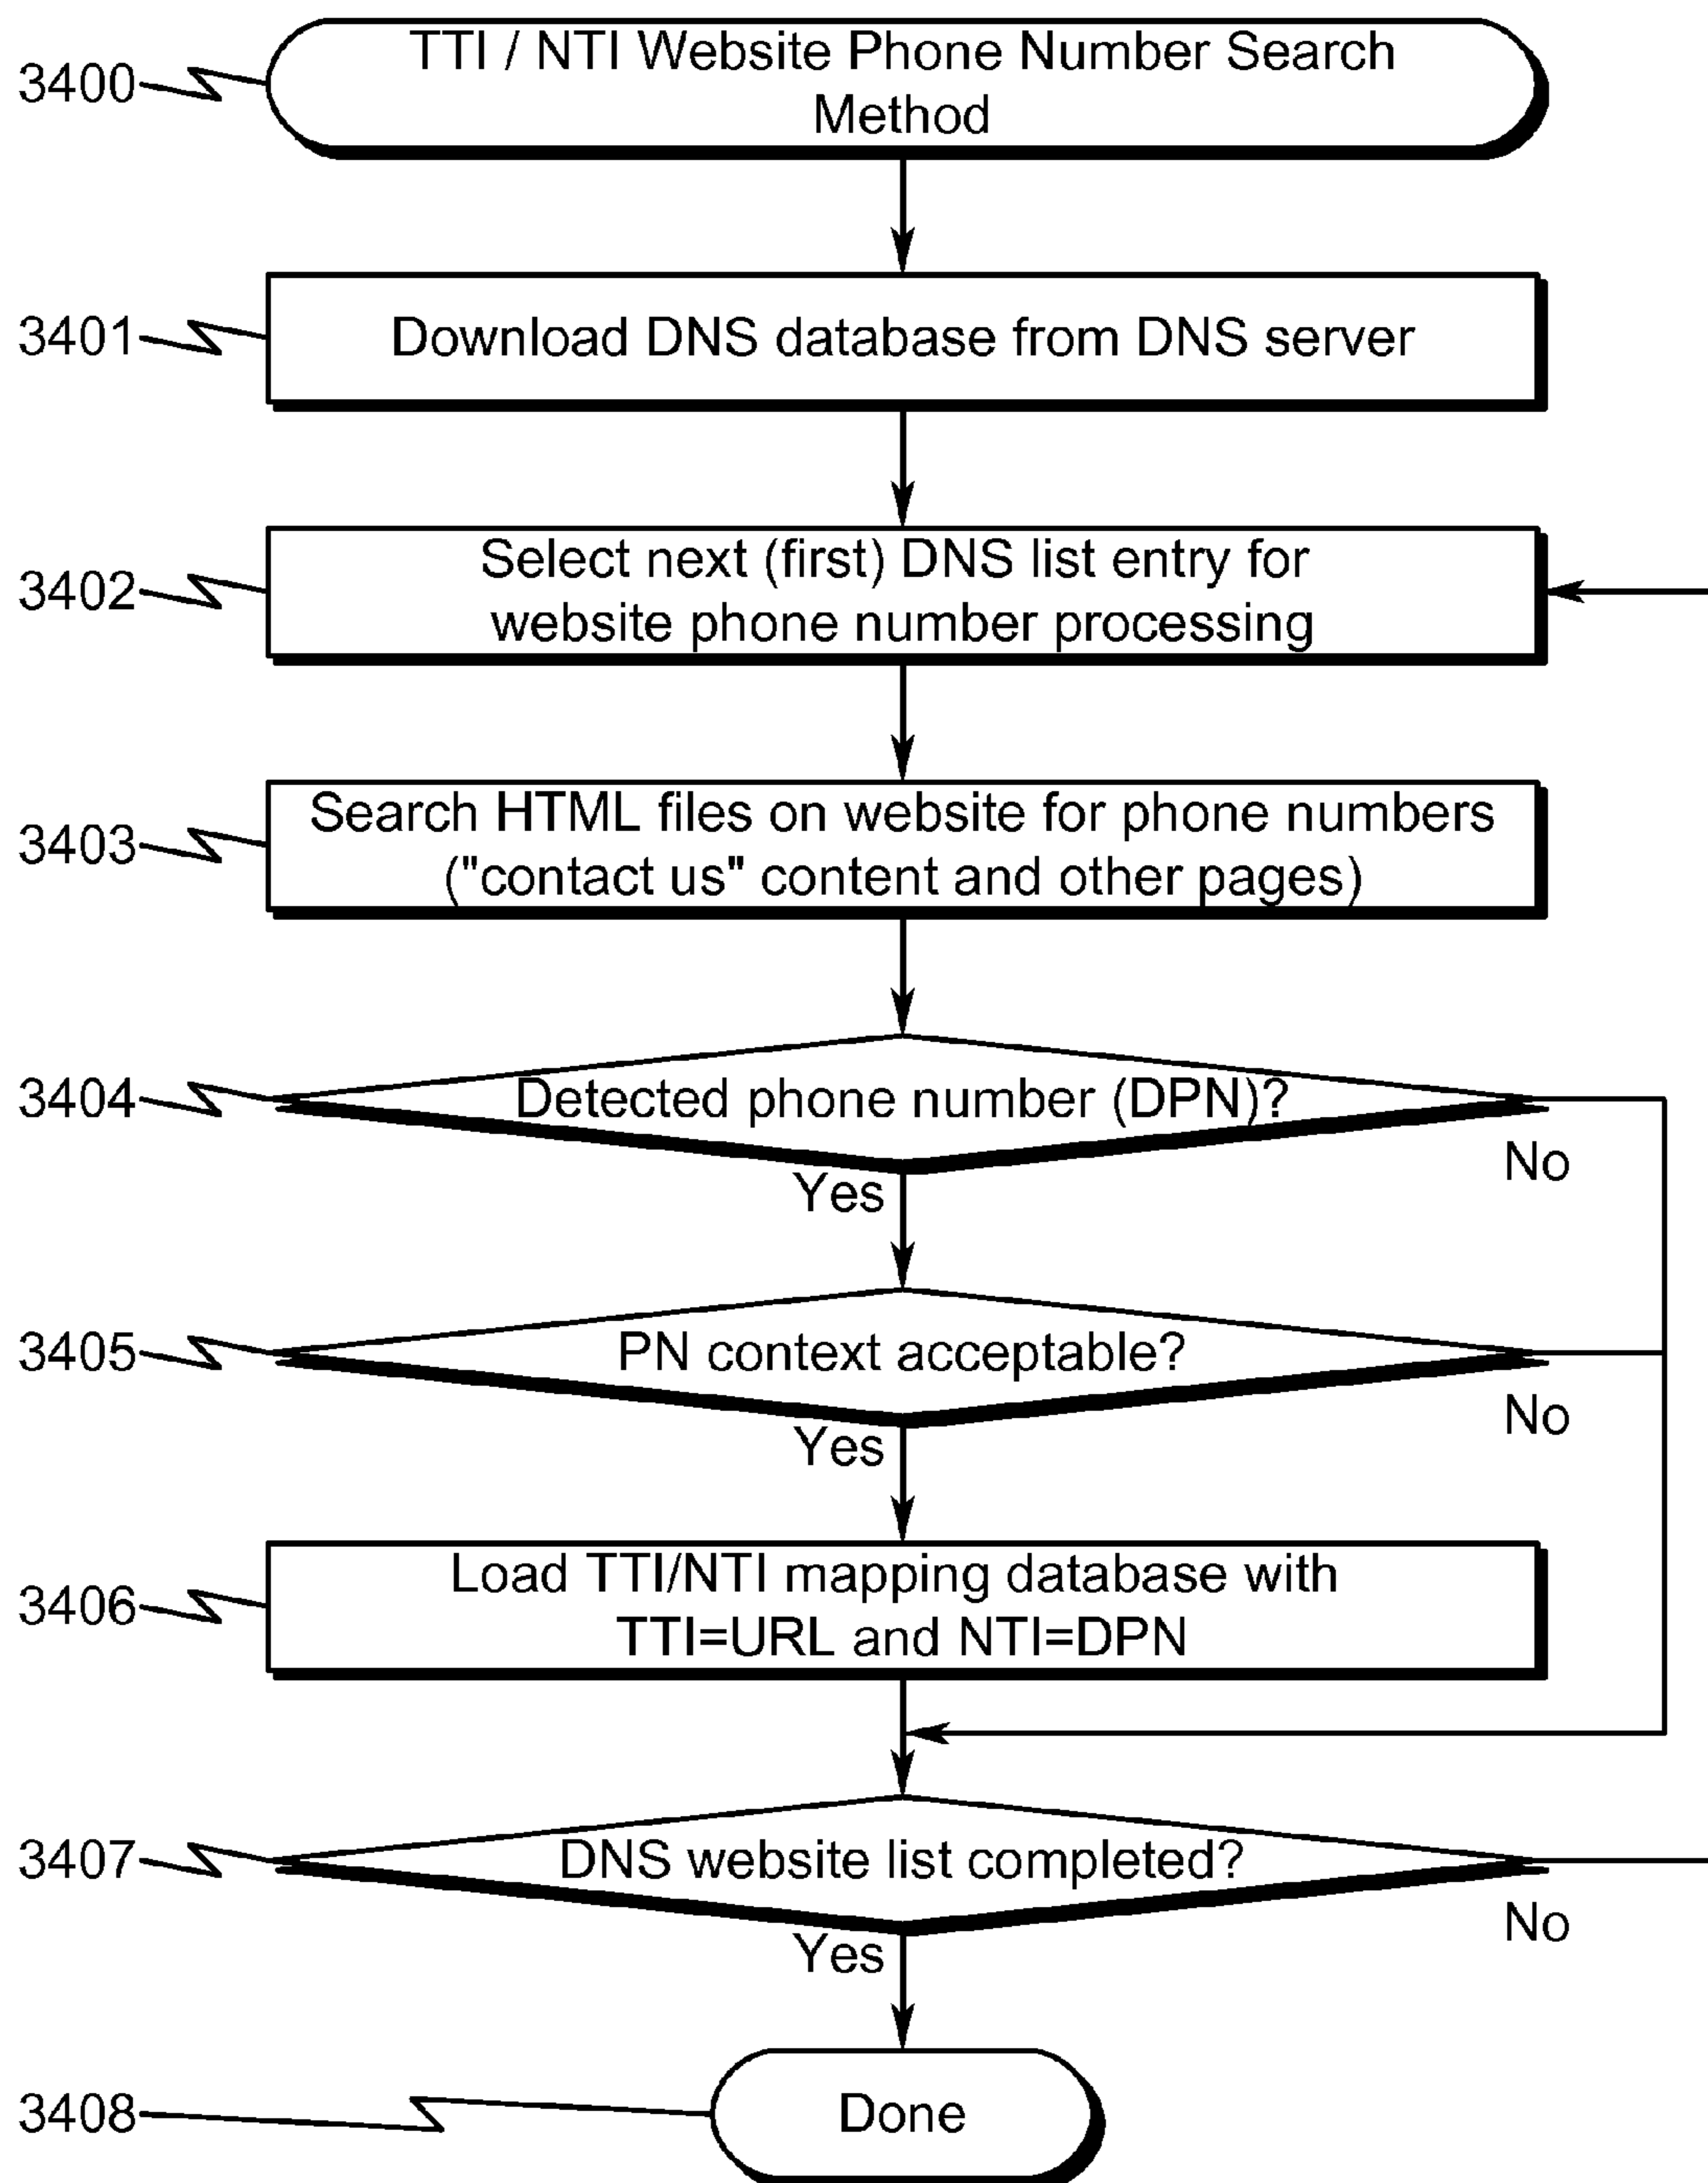 3400
TTI / NTI Website Phone Number Search
Method
3401
Download DNS database from DNS server
3402
Select next (first) DNS list entry for
website phone number processing
3403
Search HTML files on website for phone numbers
("contact us" content and other pages)
3404
Detected phone number (DPN)?
No
Yes
3405
PN context acceptable?
No
Yes
3406
Load TTI/NTI mapping database with
TTI=URL and NTI=DPN
3407
DNS website list completed?
No
Yes
3408
Done